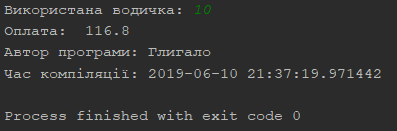 Використана водичка: 10
Оплата:  116.8
Автор програми: Глигало
Час компіляції: 2019-06-10 21:37:19.971442
Process finished with exit code 0